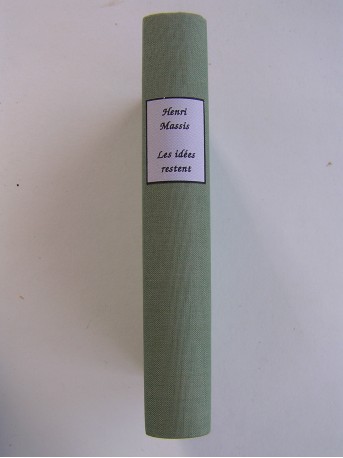 Henri
Massis
Les idées
restent